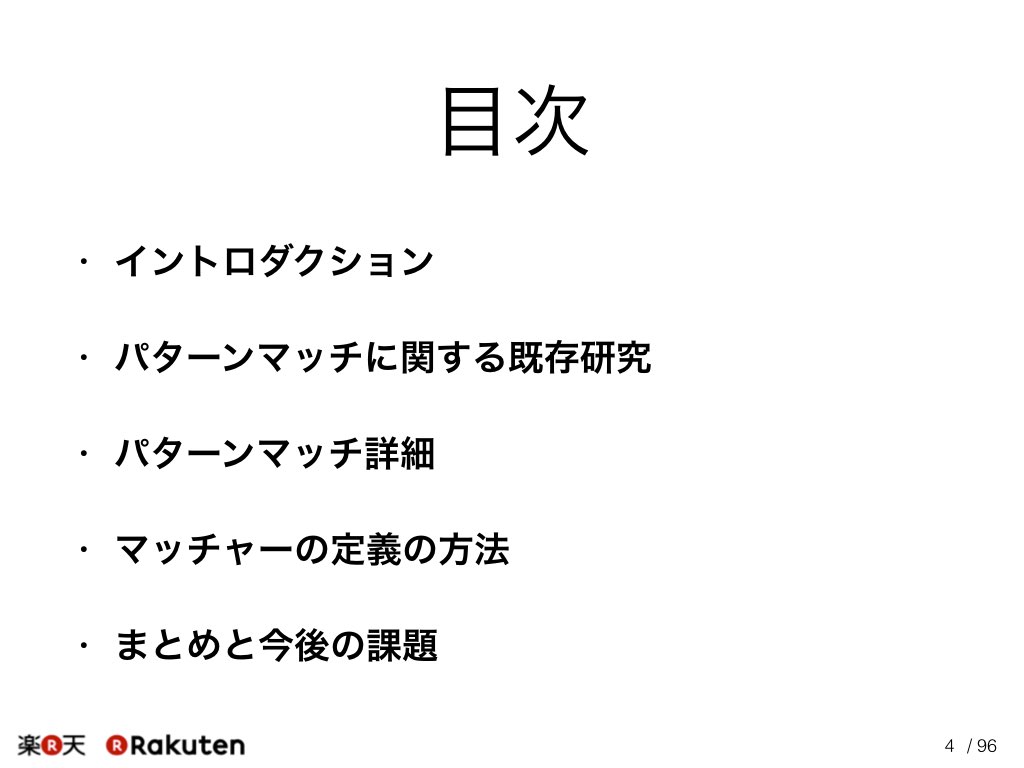 目次
・ イントロダクション
・ パターンマッチに関する既存研究
・ パターンマッチ詳細
・ マッチャーの定義の方法
・ まとめと今後の課題
楽R天 R Rakuten 4 / 96